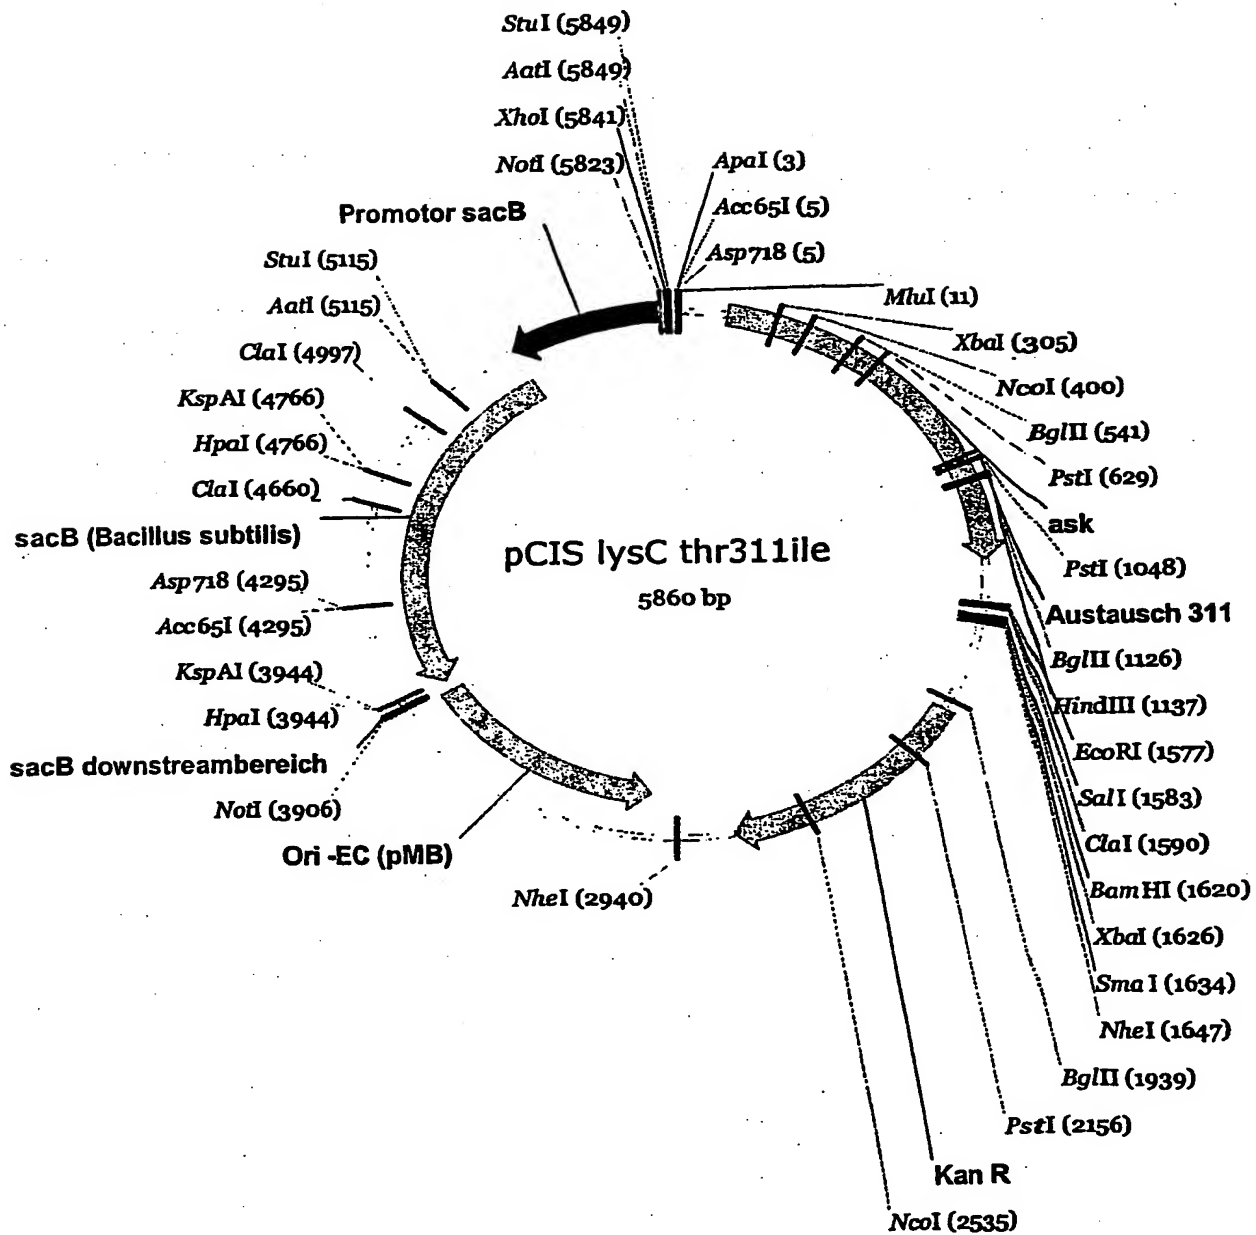 StuI (5849)
AatI (5849)
XhoI (5841)
NotI (5823)
ApaI (3)
Acc65I (5)
Asp718 (5)
Promotor sacB
MluI (11)
StuI (5115)
AatI (5115)
ClaI (4997)
KspAI (4766)
HpaI (4766)
ClaI (4660)
sacB (Bacillus subtilis)
Asp718 (4295)
Acc65I (4295)
KspAI (3944)
HpaI (3944)
sacB downstreambereich
NotI (3906)
Ori -EC (pMB)
NheI (2940)
pCIS lysC thr311ile
5860 bp
XbaI (305)
NcoI (400)
BglII (541)
PstI (629)
ask
PstI (1048)
Austausch 311
BglII (1126)
HindIII (1137)
EcoRI (1577)
SalI (1583)
ClaI (1590)
BamHI (1620)
XbaI (1626)
SmaI (1634)
NheI (1647)
BglII (1939)
PstI (2156)
Kan R
NcoI (2535)